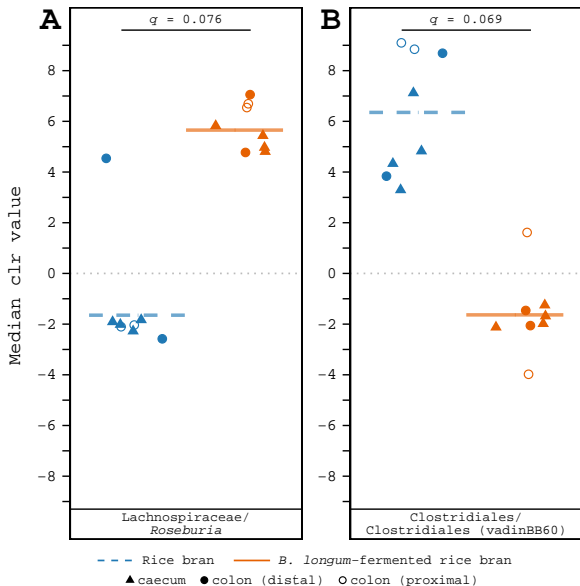 A
q = 0.076
B
q = 0.069
Median clr value
8
6
4
2
0
−2
−4
−6
−8
Lachnospiraceae/
Roseburia
Clostridiales/
Clostridiales (vadinBB60)
Rice bran
B. longum-fermented rice bran
caecum
colon (distal)
colon (proximal)